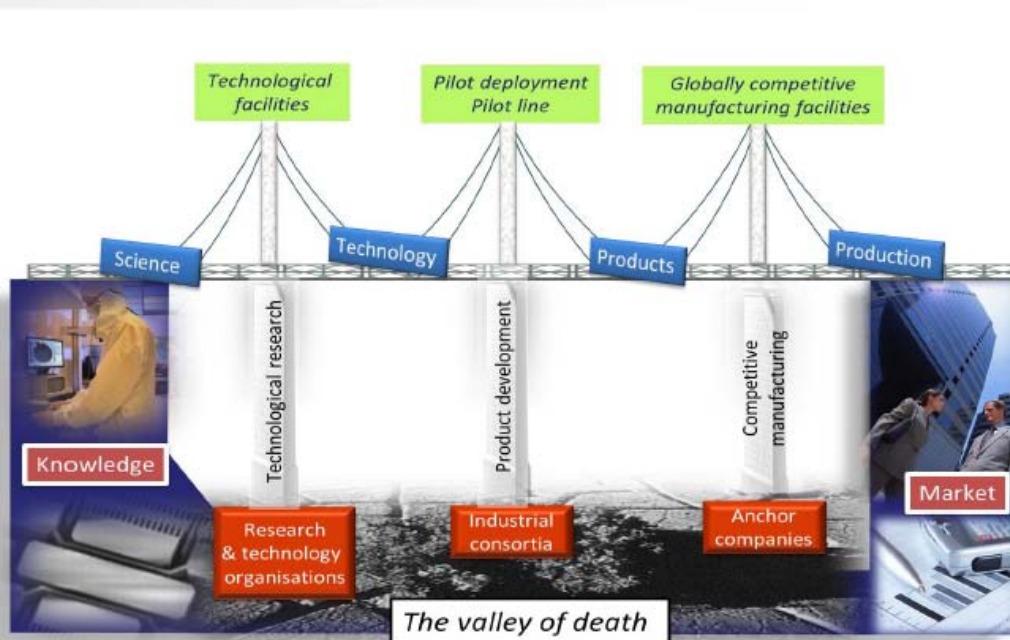 Technological
facilities
Pilot deployment
Pilot line
Globally competitive
manufacturing facilities
Science
Technology
Products
Production
Technological research
Product development
Competitive
manufacturing
Knowledge
Market
Research
& technology
organisations
Industrial
consortia
Anchor
companies
The valley of death